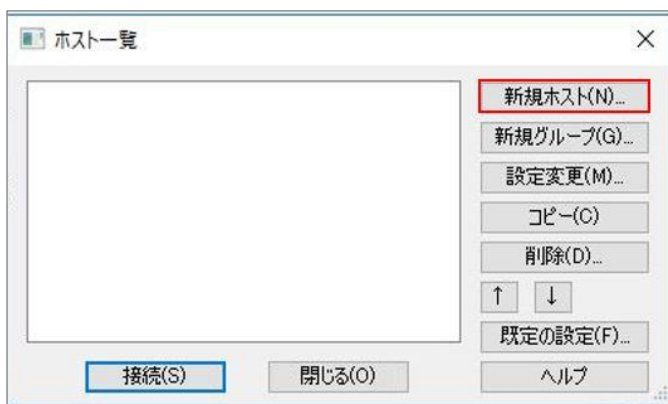 ホスト一覧
新規ホスト(N)...
新規グループ(G)...
設定変更(M)...
コピー(C)
削除(D)...
↑ ↓
既定の設定(F)...
接続(S) 閉じる(O) ヘルプ